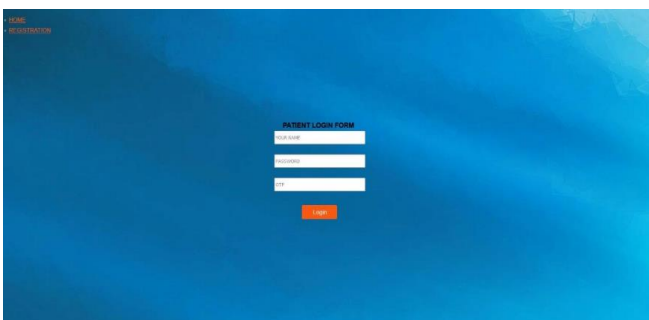 HOME
REGISTRATION
PATIENT LOGIN FORM
YOUR NAME
PASSWORD
OTP
Login